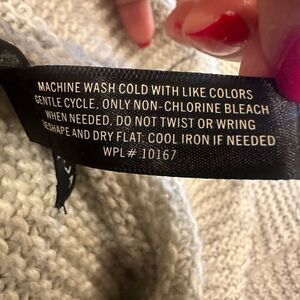 MACHINE WASH COLD WITH LIKE COLORS
GENTLE CYCLE, ONLY NON-CHLORINE BLEACH
WHEN NEEDED, DO NOT TWIST OR WRING
RESHAPE AND DRY FLAT. COOL IRON IF NEEDED
WPL# 10167